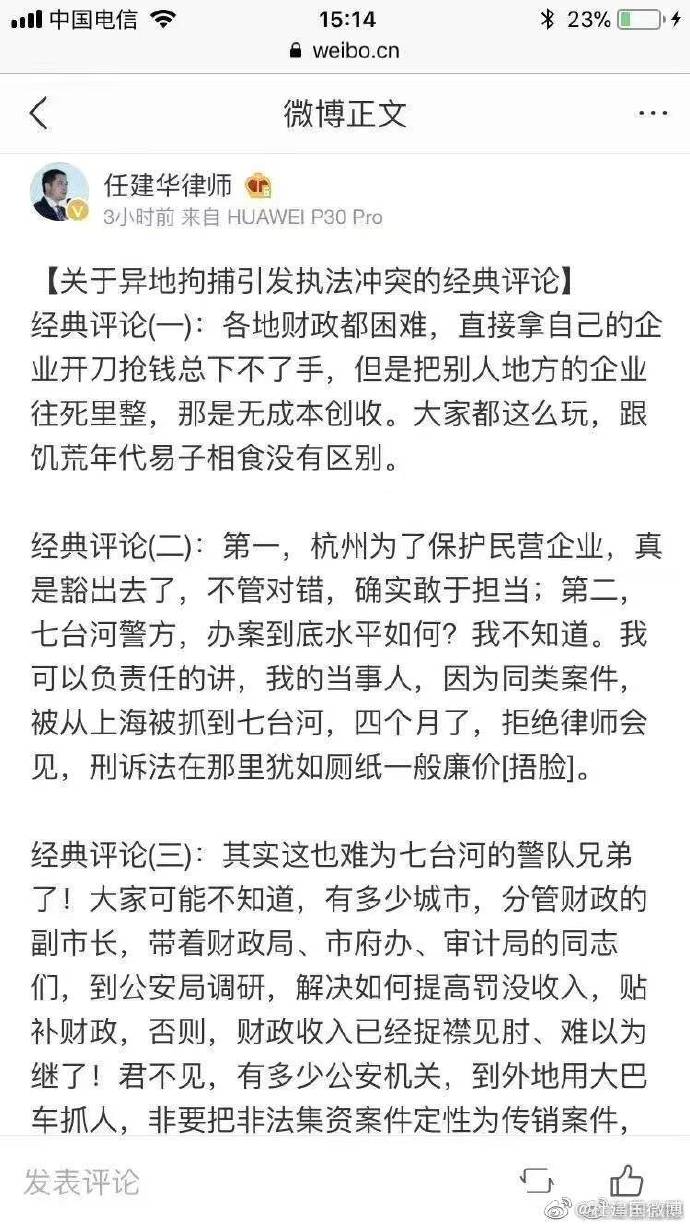 中国电信 15:14 23%
weibo.cn
微博正文
任建华律师
3小时前 来自 HUAWEI P30 Pro
【关于异地拘捕引发执法冲突的经典评论】
经典评论(一)：各地财政都困难，直接拿自己的企
业开刀抢钱总下不了手，但是把别人地方的企业
往死里整，那是无成本创收。大家都这么玩，跟
饥荒年代易子相食没有区别。
经典评论(二)：第一，杭州为了保护民营企业，真
是豁出去了，不管对错，确实敢于担当；第二，
七台河警方，办案到底水平如何？我不知道。我
可以负责任的讲，我的当事人，因为同类案件，
被从上海被抓到七台河，四个月了，拒绝律师会
见，刑诉法在那里犹如厕纸一般廉价[捂脸]。
经典评论(三)：其实这也难为七台河的警队兄弟
了！大家可能不知道，有多少城市，分管财政的
副市长，带着财政局、市府办、审计局的同志
们，到公安局调研，解决如何提高罚没收入，贴
补财政，否则，财政收入已经捉襟见肘、难以为
继了！君不见，有多少公安机关，到外地用大巴
车抓人，非要把非法集资案件定性为传销案件，
发表评论